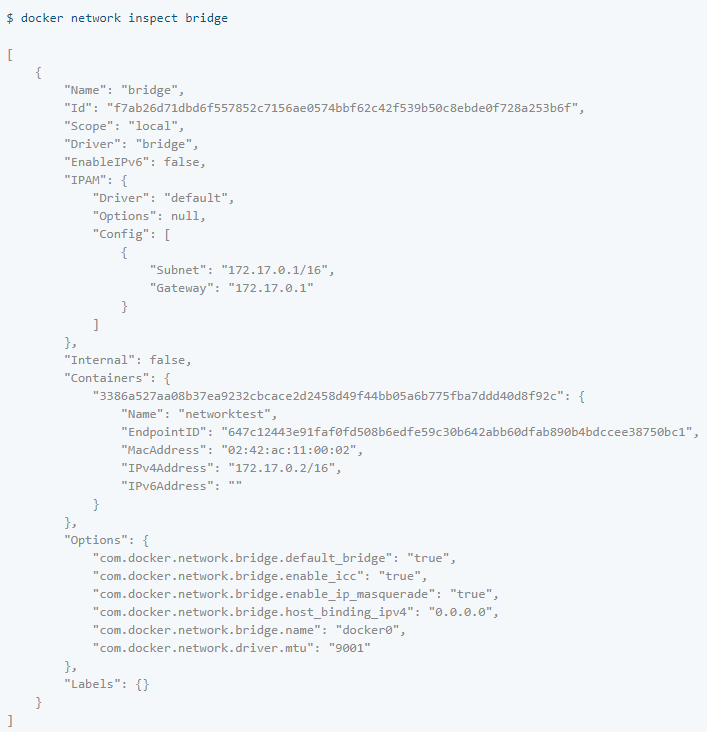 $ docker network inspect bridge
[
    {
        "Name": "bridge",
        "Id": "f7ab26d71dbd6f557852c7156ae0574bbf62c42f539b50c8ebde0f728a253b6f",
        "Scope": "local",
        "Driver": "bridge",
        "EnableIPv6": false,
        "IPAM": {
            "Driver": "default",
            "Options": null,
            "Config": [
                {
                    "Subnet": "172.17.0.1/16",
                    "Gateway": "172.17.0.1"
                }
            ]
        },
        "Internal": false,
        "Containers": {
            "3386a527aa08b37ea9232cbcace2d2458d49f44bb05a6b775fba7ddd40d8f92c": {
                "Name": "networktest",
                "EndpointID": "647c12443e91faf0fd508b6edfe59c30b642abb60dfab890b4bdccee38750bc1",
                "MacAddress": "02:42:ac:11:00:02",
                "IPv4Address": "172.17.0.2/16",
                "IPv6Address": ""
            }
        },
        "Options": {
            "com.docker.network.bridge.default_bridge": "true",
            "com.docker.network.bridge.enable_icc": "true",
            "com.docker.network.bridge.enable_ip_masquerade": "true",
            "com.docker.network.bridge.host_binding_ipv4": "0.0.0.0",
            "com.docker.network.bridge.name": "docker0",
            "com.docker.network.driver.mtu": "9001"
        },
        "Labels": {}
    }
]